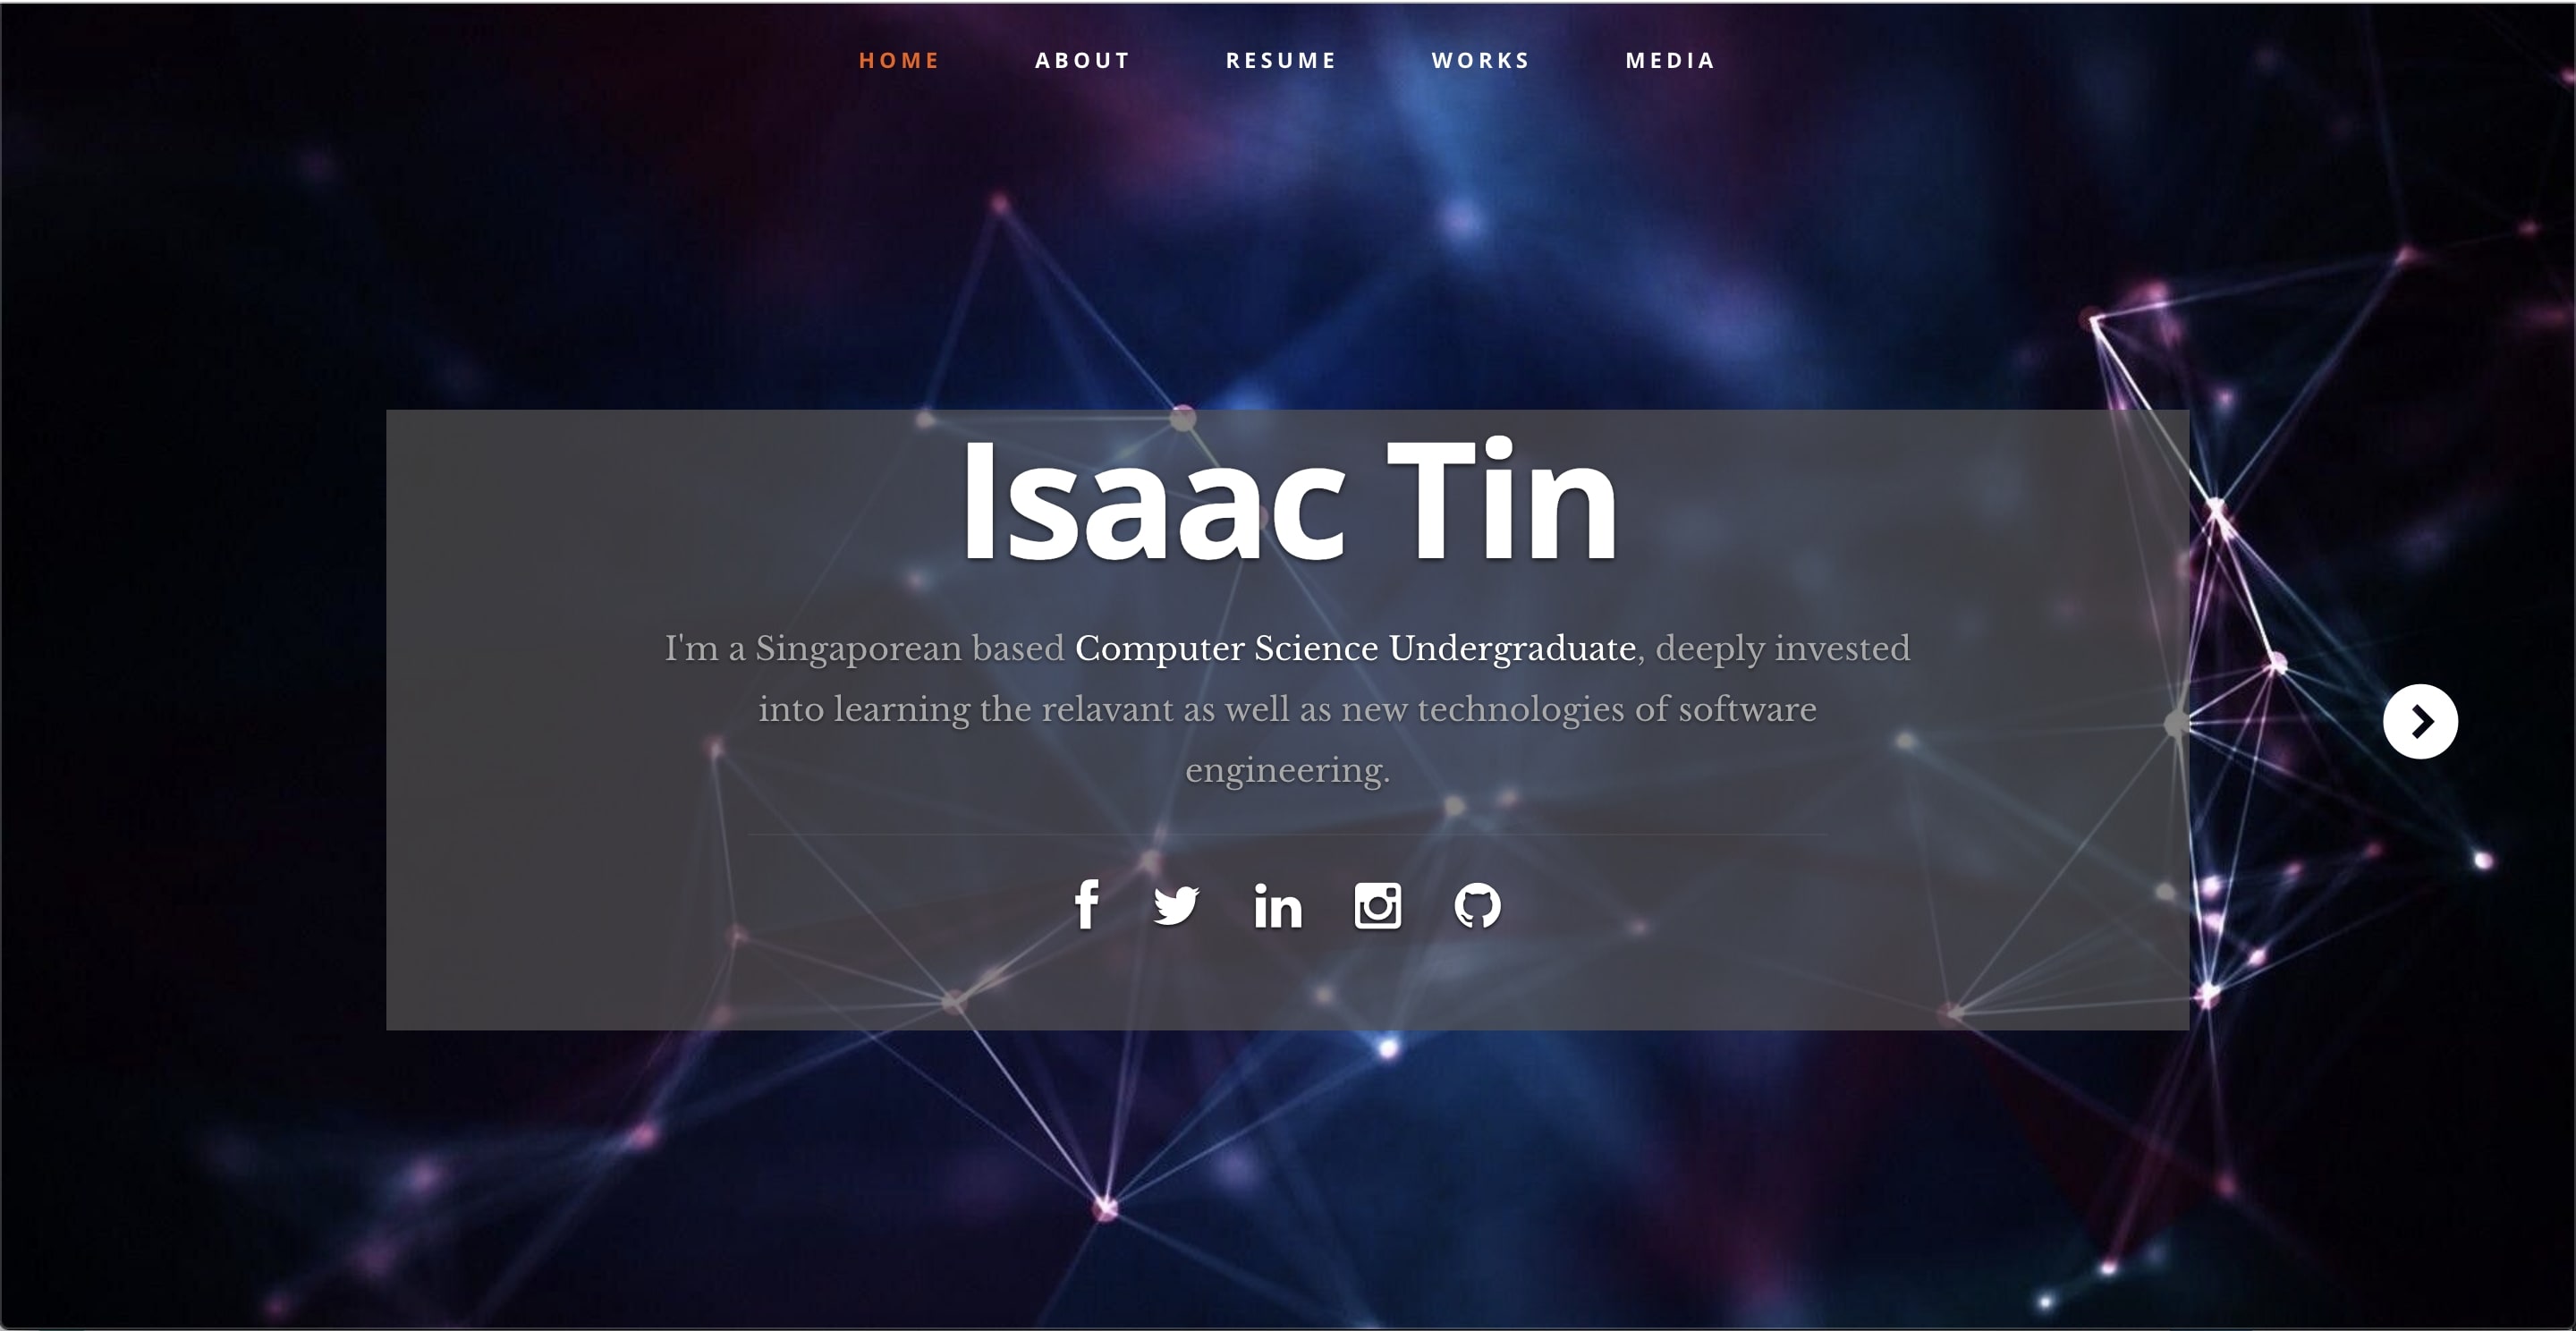 HOME ABOUT RESUME WORKS MEDIA
Isaac Tin
I'm a Singaporean based Computer Science Undergraduate, deeply invested
into learning the relavant as well as new technologies of software
engineering.